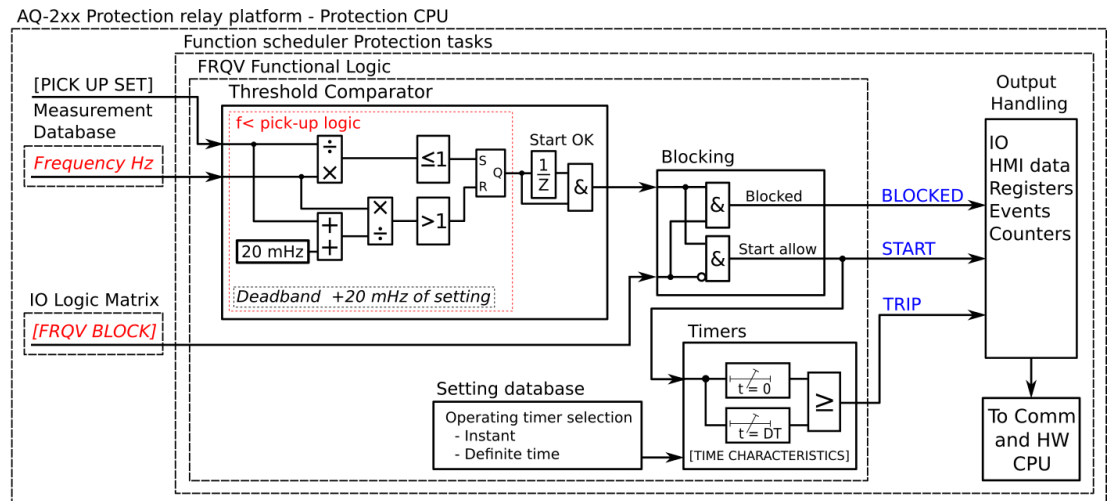 AQ-2xx Protection relay platform - Protection CPU
Function scheduler Protection tasks
FRQV Functional Logic
[PICK UP SET]
Measurement
Database
Frequency Hz
Threshold Comparator
f< pick-up logic
÷
×
≤1
S
Q
R
Start OK
1
Z
&
×
÷
>1
+
+
20 mHz
Deadband +20 mHz of setting
Blocking
&
Blocked
&
Start allow
BLOCKED
START
TRIP
Output
Handling
IO
HMI data
Registers
Events
Counters
IO Logic Matrix
[FRQV BLOCK]
Timers
t = 0
t = DT
≥
[TIME CHARACTERISTICS]
Setting database
Operating timer selection
- Instant
- Definite time
To Comm
and HW
CPU